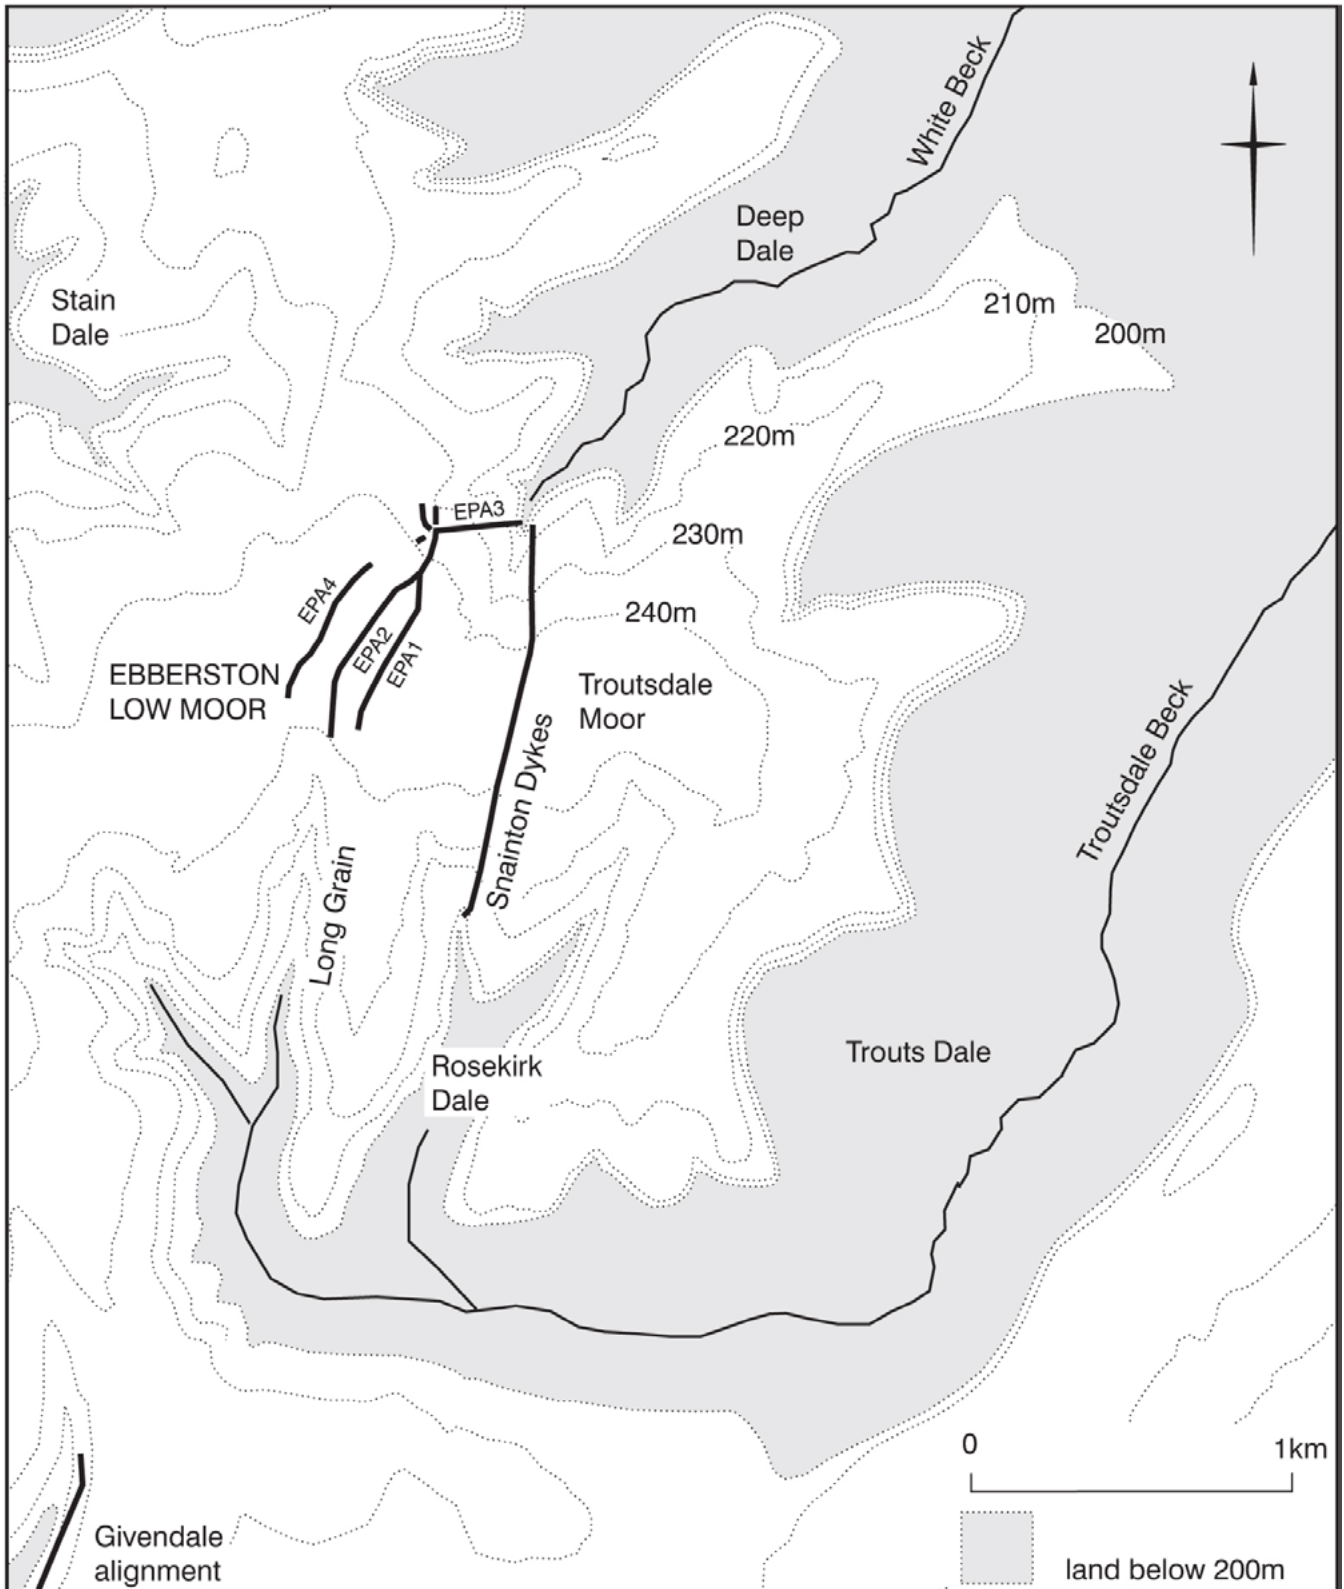 White Beck
Deep
Dale
Stain
Dale
210m
200m
220m
EPA3
230m
EPA4
240m
EPA2
EPA1
EBBERSTON
LOW MOOR
Troutsdale
Moor
Snainton Dykes
Troutsdale Beck
Long Grain
Rosekirk
Dale
Trouts Dale
0
1km
Givendale
alignment
land below 200m